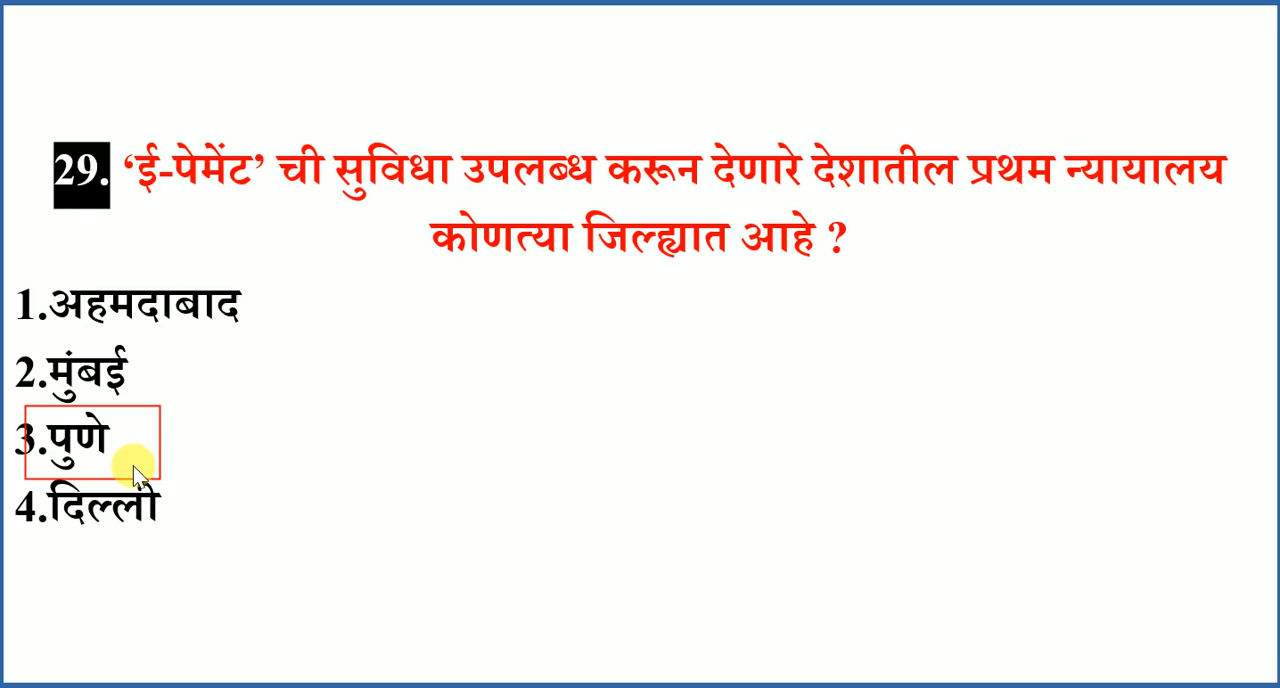 29. ‘ई-पेमेंट’ ची सुविधा उपलब्ध करून देणारे देशातील प्रथम न्यायालय
कोणत्या जिल्ह्यात आहे ?
1.अहमदाबाद
2.मुंबई
3.पुणे
4.दिल्ली